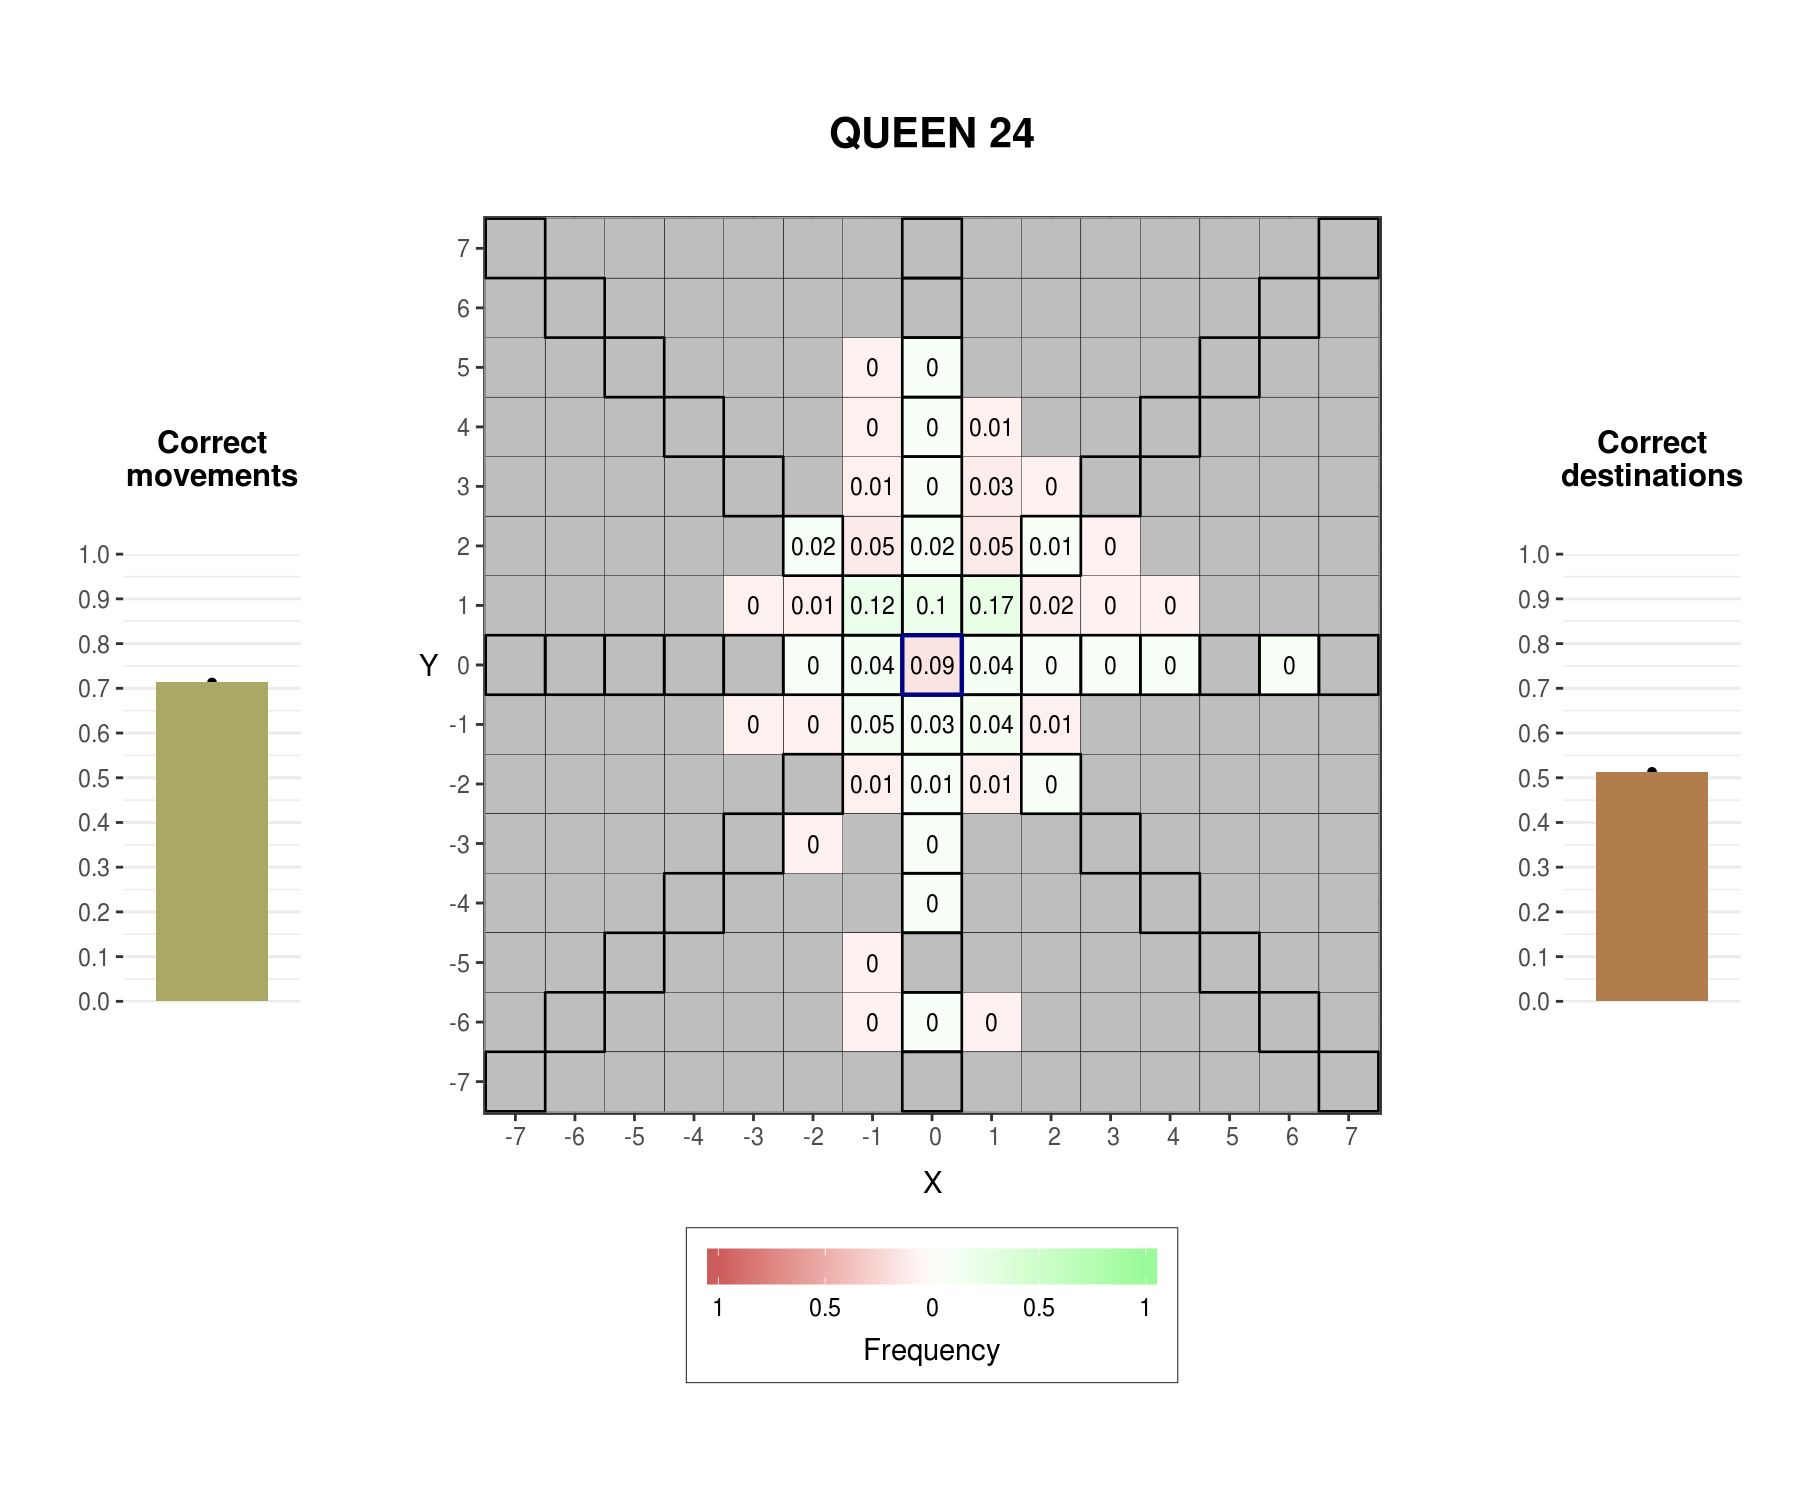 QUEEN 24
Correct
movements
1.0
0.9
0.8
0.7
0.6
0.5
0.4
0.3
0.2
0.1
0.0
Y
7
6
5 0 0
4 0 0 0.01
3 0.01 0 0.03 0
2 0.02 0.05 0.02 0.05 0.01 0
1 0 0.01 0.12 0.1 0.17 0.02 0 0
0 0 0.04 0.09 0.04 0 0 0 0
-1 0 0 0.05 0.03 0.04 0.01
-2 0.01 0.01 0.01 0
-3 0 0
-4 0
-5 0
-6 0 0 0
-7
-7 -6 -5 -4 -3 -2 -1 0 1 2 3 4 5 6 7
X
1 0.5 0 0.5 1
Frequency
Correct
destinations
1.0
0.9
0.8
0.7
0.6
0.5
0.4
0.3
0.2
0.1
0.0